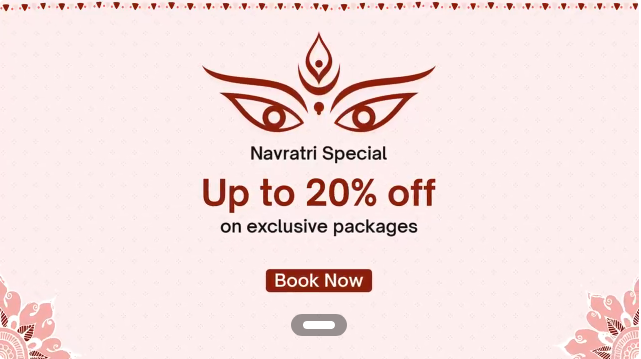 Navratri Special
Up to 20% off
on exclusive packages
Book Now